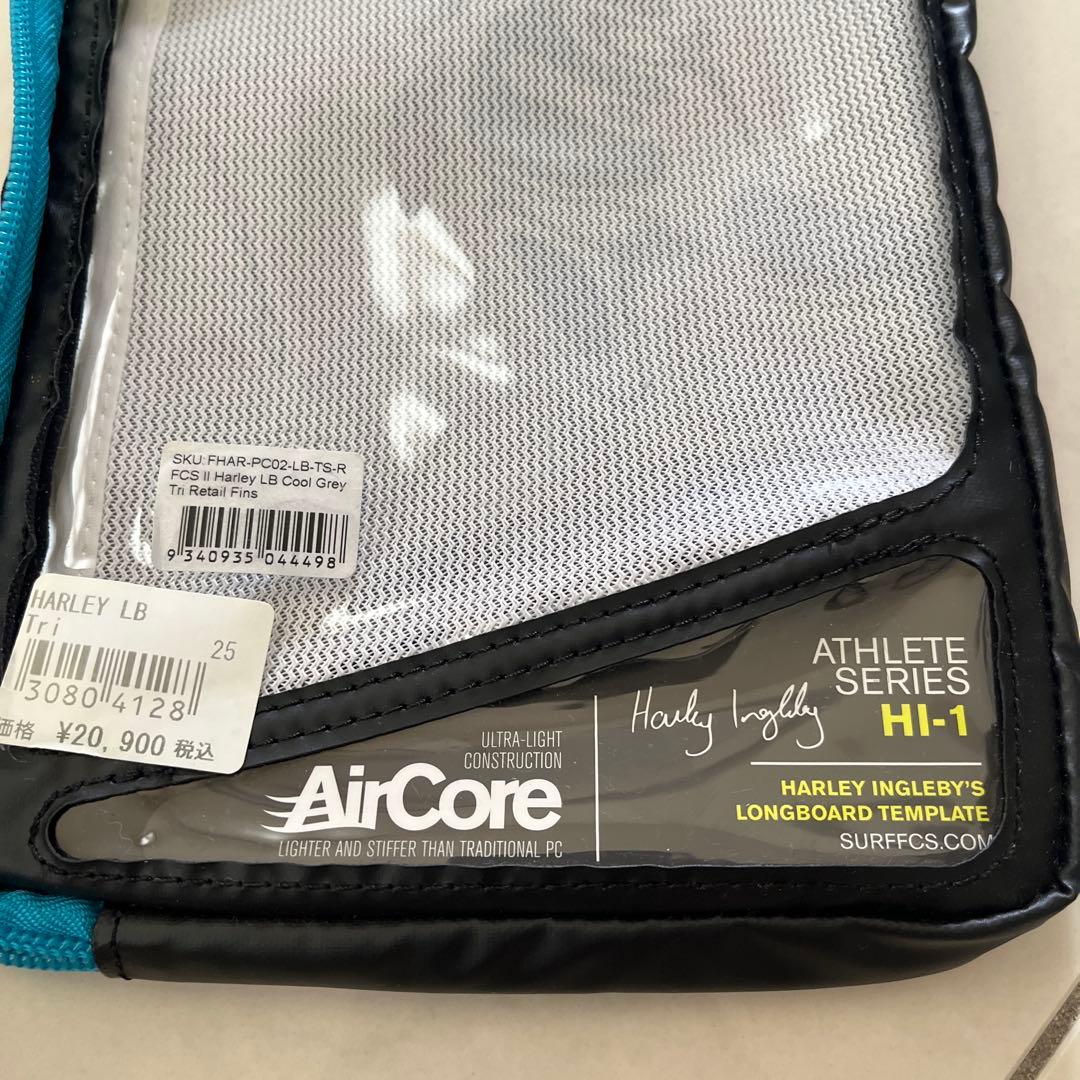 SKU: FHAR-PC02-LB-TS-R
FCS II Harley LB Cool Grey
Tri Retail Fins
9 340935 044498
HARLEY LB
Tri
25
3080 4128
価格 ¥20,900 税込
ULTRA-LIGHT
CONSTRUCTION
AirCore
LIGHTER AND STIFFER THAN TRADITIONAL PC
Harley Ingleby
ATHLETE
SERIES
HI-1
HARLEY INGLEBY'S
LONGBOARD TEMPLATE
SURFFCS.COM